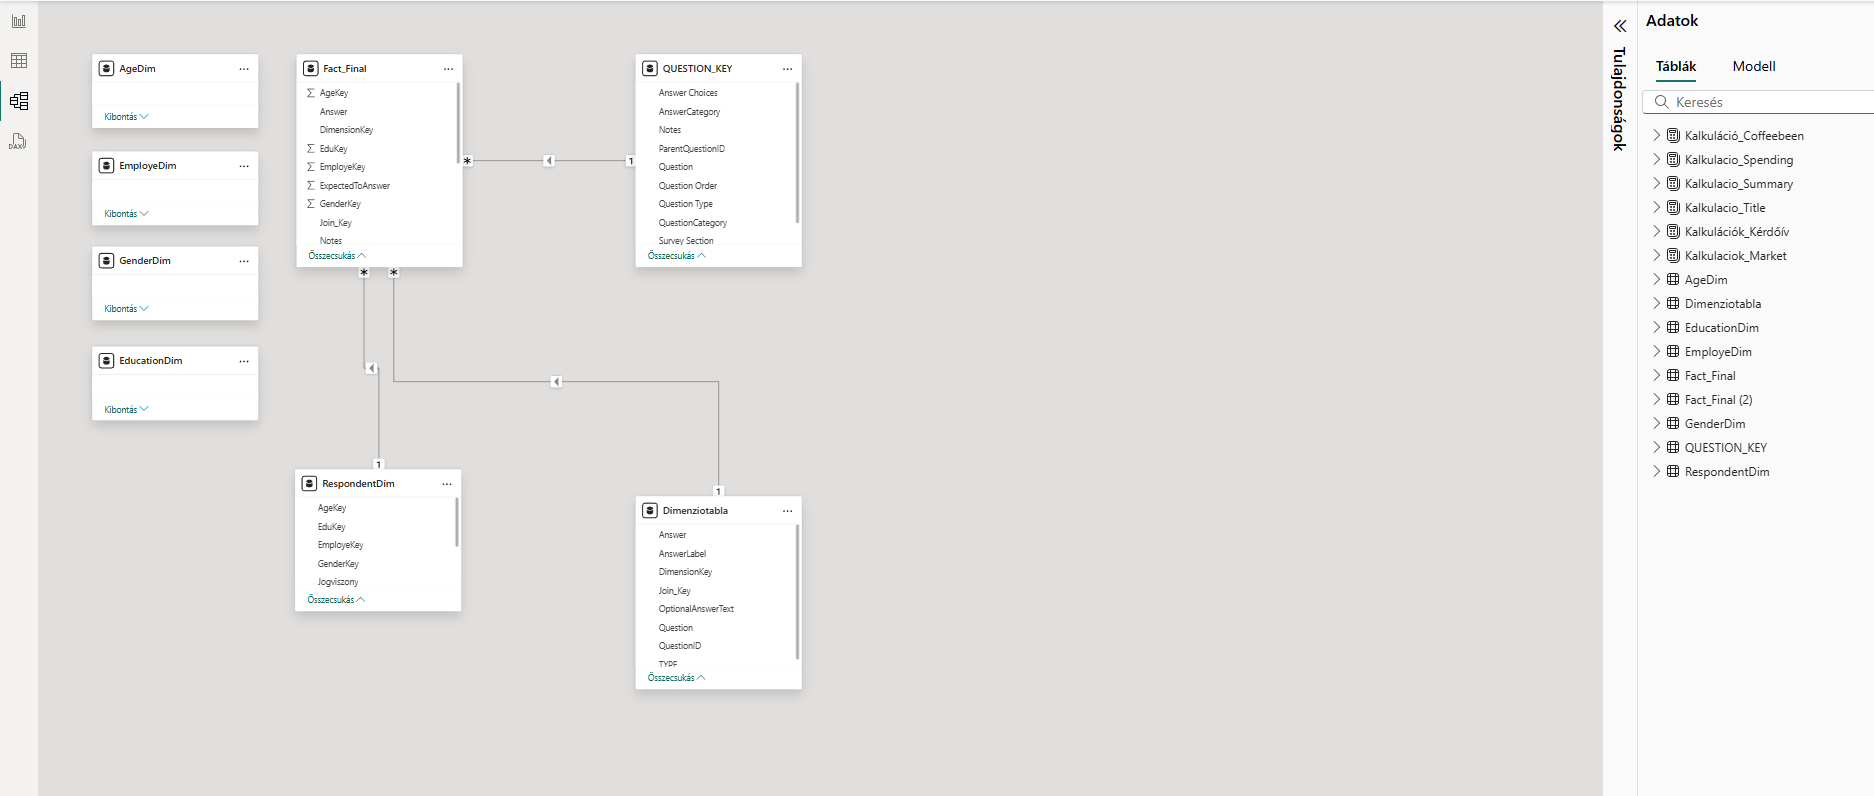 AgeDim
Kibontás
EmployeDim
Kibontás
GenderDim
Kibontás
EducationDim
Kibontás
Fact_Final
AgeKey
Answer
DimensionKey
EduKey
EmployeKey
ExpectedToAnswer
GenderKey
Join_Key
Notes
Összecsukás
QUESTION_KEY
Answer Choices
AnswerCategory
Notes
ParentQuestionID
Question
Question Order
Question Type
QuestionCategory
Survey Section
Összecsukás
* 1
* *
1
1
RespondentDim
AgeKey
EduKey
EmployeKey
GenderKey
Jogviszony
Összecsukás
Dimenziotabla
Answer
AnswerLabel
DimensionKey
Join_Key
OptionalAnswerText
Question
QuestionID
TYPE
Összecsukás
DAX
Tulajdonságok
Adatok
Táblák Modell
Keresés
Kalkuláció_Coffeebeen
Kalkulacio_Spending
Kalkulacio_Summary
Kalkulacio_Title
Kalkulációk_Kérdőív
Kalkulaciok_Market
AgeDim
Dimenziotabla
EducationDim
EmployeDim
Fact_Final
Fact_Final (2)
GenderDim
QUESTION_KEY
RespondentDim